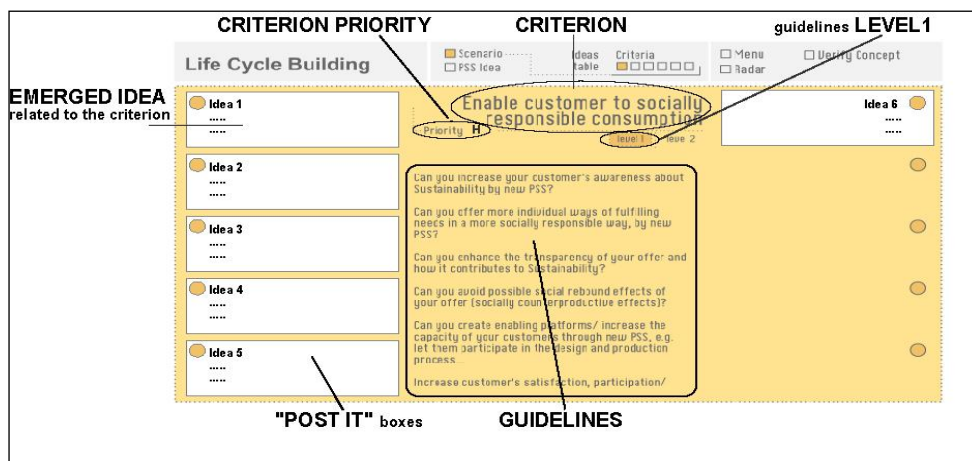 CRITERION PRIORITY
CRITERION
guidelines LEVEL1
Life Cycle Building
Scenario
PSS Idea
Ideas
table
Criteria
Menu
Radar
Verify Concept
EMERGED IDEA
related to the criterion
Idea 1
.....
.....
Enable customer to socially
responsible consumption
Priority H
level 1
leve 2
Idea 6
.....
.....
Idea 2
.....
.....
Idea 3
.....
.....
Idea 4
.....
.....
Idea 5
.....
.....
Can you increase your customer's awareness about
Sustainability by new PSS?
Can you offer more individual ways of fulfilling
needs in a more socially responsible way, by new
PSS?
Can you enhance the transparency of your offer and
how it contributes to Sustainability?
Can you avoid possible social rebound effects of
your offer (socially counterproductive effects)?
Can you create enabling platforms/ increase the
capacity of your customers through new PSS, e.g.
let them participate in the design and production
process...
Increase customer's satisfaction, participation/
"POST IT" boxes
GUIDELINES